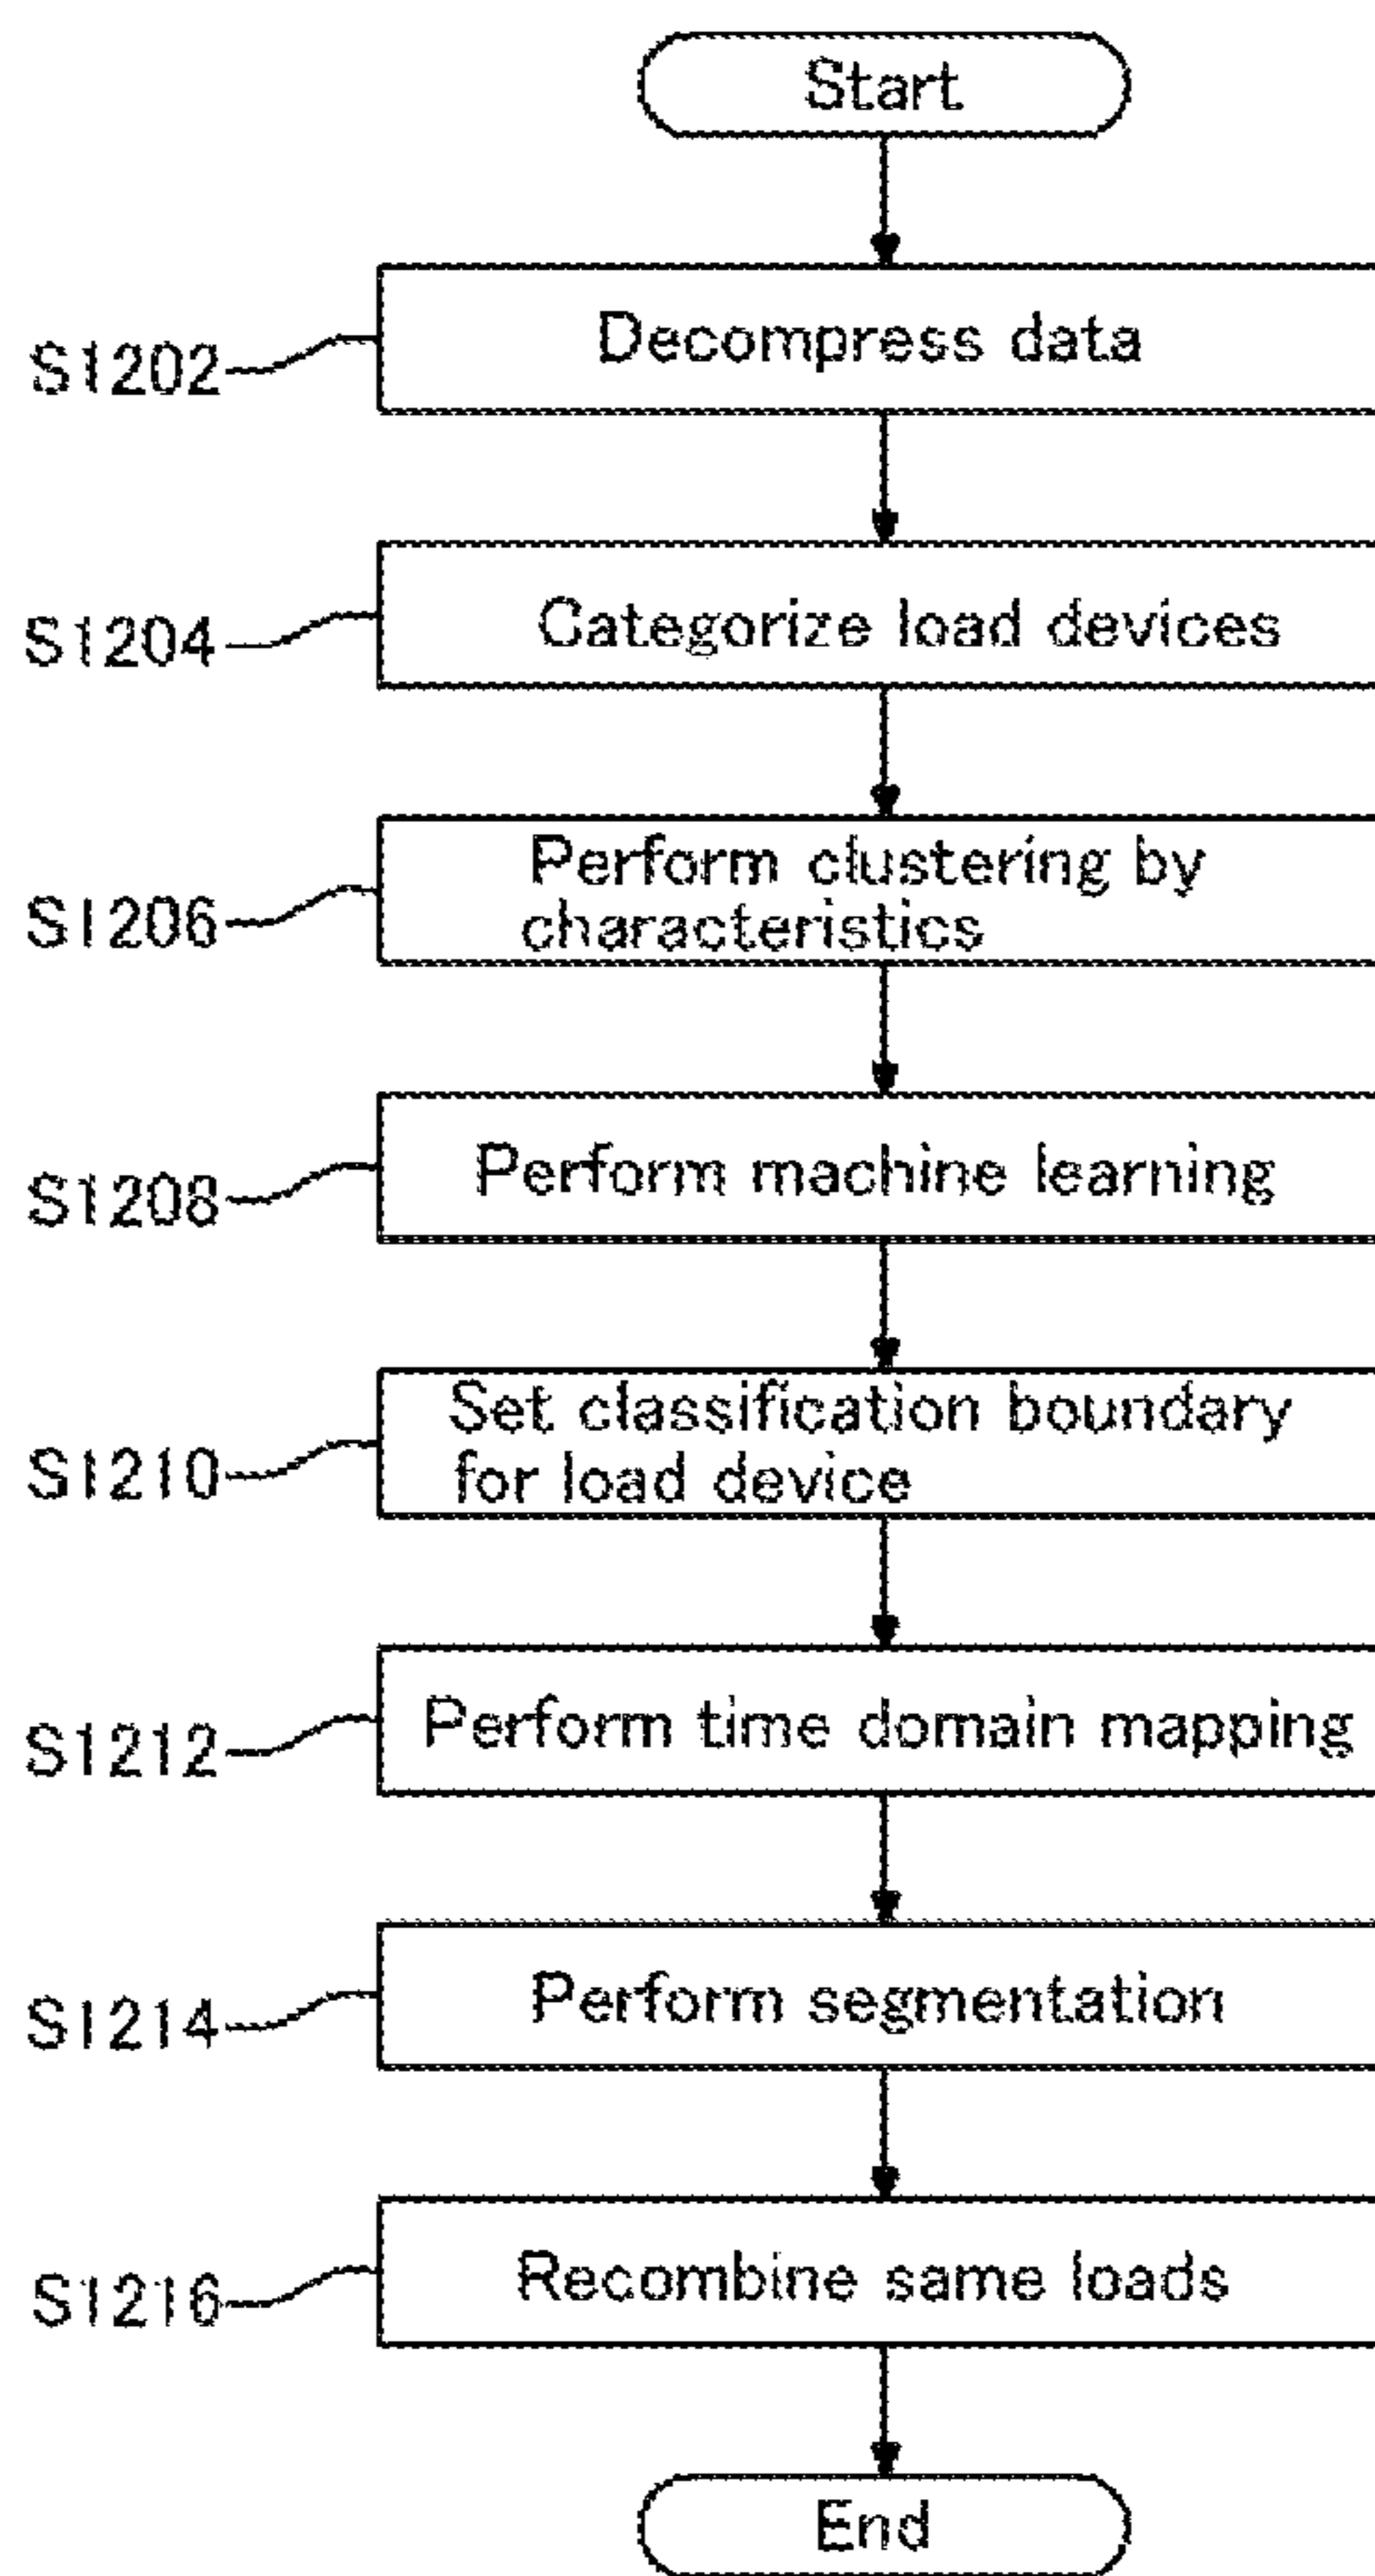 Start
S1202
Decompress data
S1204
Categorize load devices
S1206
Perform clustering by
characteristics
S1208
Perform machine learning
S1210
Set classification boundary
for load device
S1212
Perform time domain mapping
S1214
Perform segmentation
S1216
Recombine same loads
End